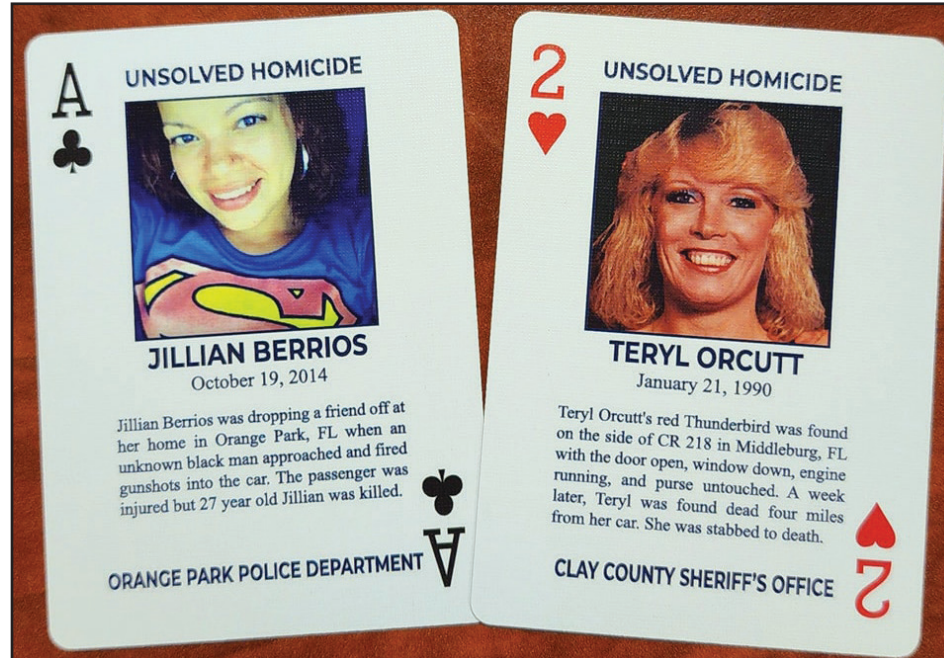 A
UNSOLVED HOMICIDE
JILLIAN BERRIOS
October 19, 2014
Jillian Berrios was dropping a friend off at
her home in Orange Park, FL when an
unknown black man approached and fired
gunshots into the car. The passenger was
injured but 27 year old Jillian was killed.
ORANGE PARK POLICE DEPARTMENT
A
2
UNSOLVED HOMICIDE
TERYL ORCUTT
January 21, 1990
Teryl Orcutt's red Thunderbird was found
on the side of CR 218 in Middleburg, FL
with the door open, window down, engine
running, and purse untouched. A week
later, Teryl was found dead four miles
from her car. She was stabbed to death.
CLAY COUNTY SHERIFF'S OFFICE
2